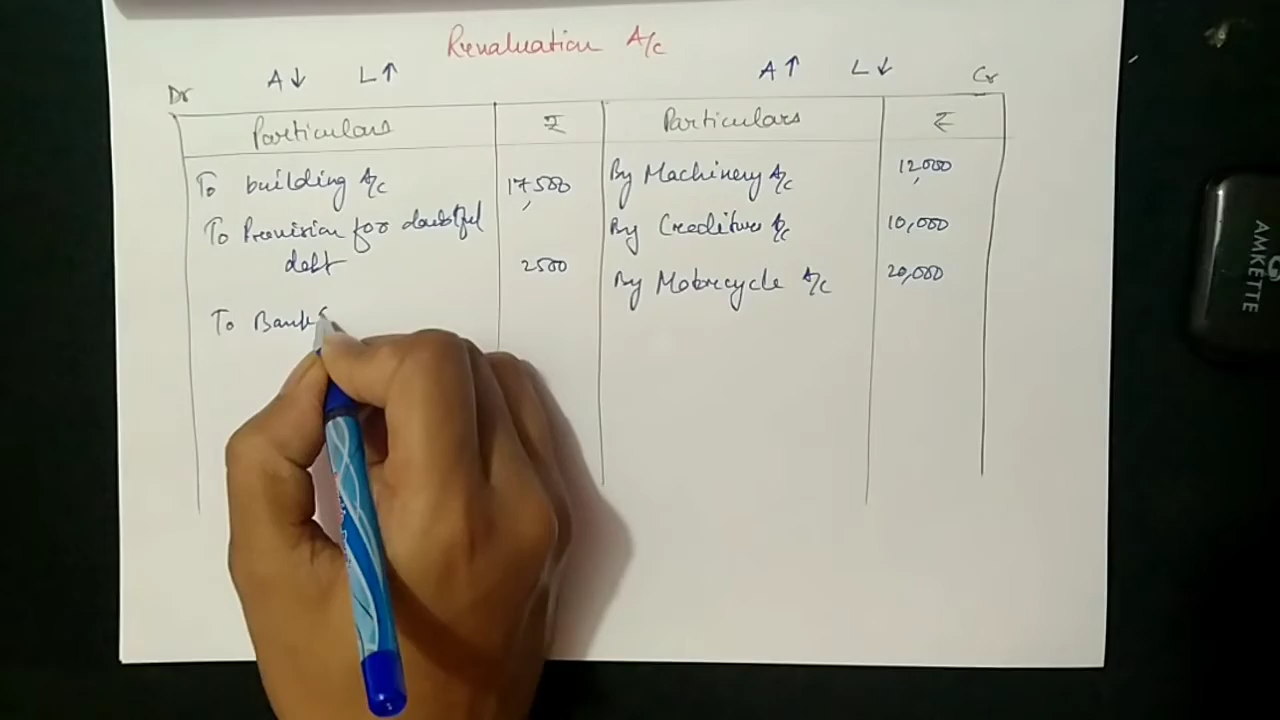 Revaluation A/c
A↓ L↑ A↑ L↓
Dr Cr
Particulars ₹ Particulars ₹
To building A/c 17,500 By Machinery A/c 12,000
To Provision for doubtful By Creditors A/c 10,000
debt 2500 By Motorcycle A/c 20,000
To Bank
AMKETTE